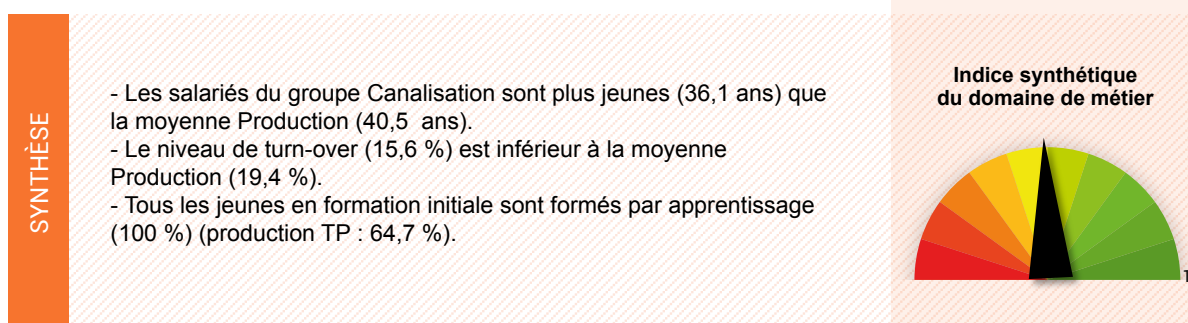 SYNTHÈSE
- Les salariés du groupe Canalisation sont plus jeunes (36,1 ans) que
la moyenne Production (40,5 ans).
- Le niveau de turn-over (15,6 %) est inférieur à la moyenne
Production (19,4 %).
- Tous les jeunes en formation initiale sont formés par apprentissage
(100 %) (production TP : 64,7 %).
Indice synthétique
du domaine de métier